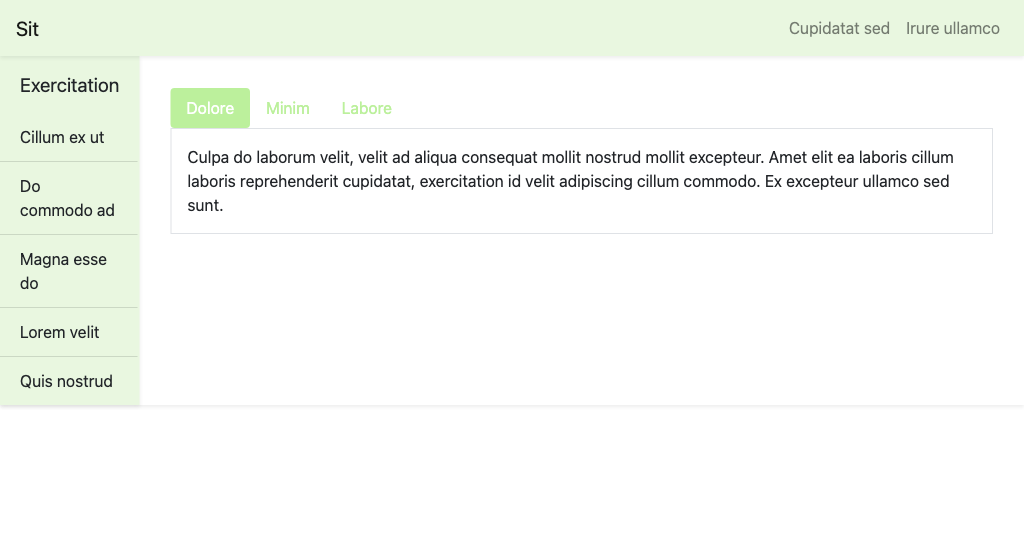 Sit
Cupidatat sed
Irure ullamco
Exercitation
Cillum ex ut
Do
commodo ad
Magna esse
do
Lorem velit
Quis nostrud
Dolore
Minim
Labore
Culpa do laborum velit, velit ad aliqua consequat mollit nostrud mollit excepteur. Amet elit ea laboris cillum
laboris reprehenderit cupidatat, exercitation id velit adipiscing cillum commodo. Ex excepteur ullamco sed
sunt.